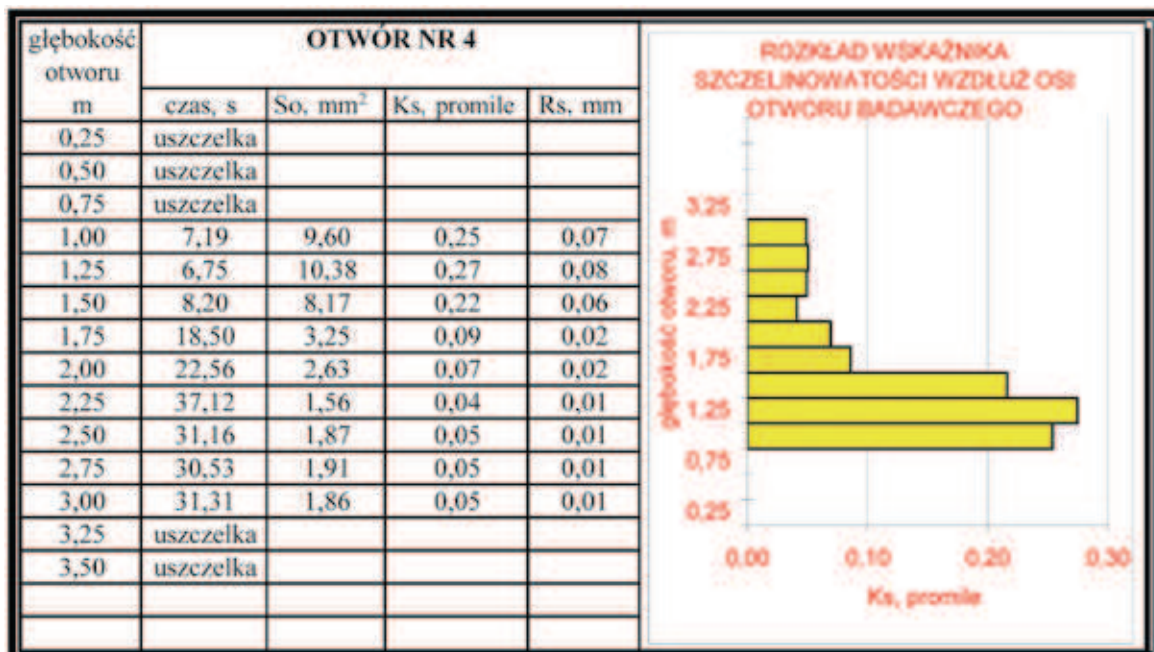 głębokość otworu m OTWÓR NR 4
czas, s So, mm² Ks, promile Rs, mm
0,25 uszczelka
0,50 uszczelka
0,75 uszczelka
1,00 7,19 9,60 0,25 0,07
1,25 6,75 10,38 0,27 0,08
1,50 8,20 8,17 0,22 0,06
1,75 18,50 3,25 0,09 0,02
2,00 22,56 2,63 0,07 0,02
2,25 37,12 1,56 0,04 0,01
2,50 31,16 1,87 0,05 0,01
2,75 30,53 1,91 0,05 0,01
3,00 31,31 1,86 0,05 0,01
3,25 uszczelka
3,50 uszczelka
ROZKŁAD WSKAŹNIKA
SZCZELINOWATOŚCI WZDŁUŻ OSI
OTWORU BADAWCZEGO
głębokość otworu, m
3,25
2,75
2,25
1,75
1,25
0,75
0,25
0,00 0,10 0,20 0,30
Ks, promile